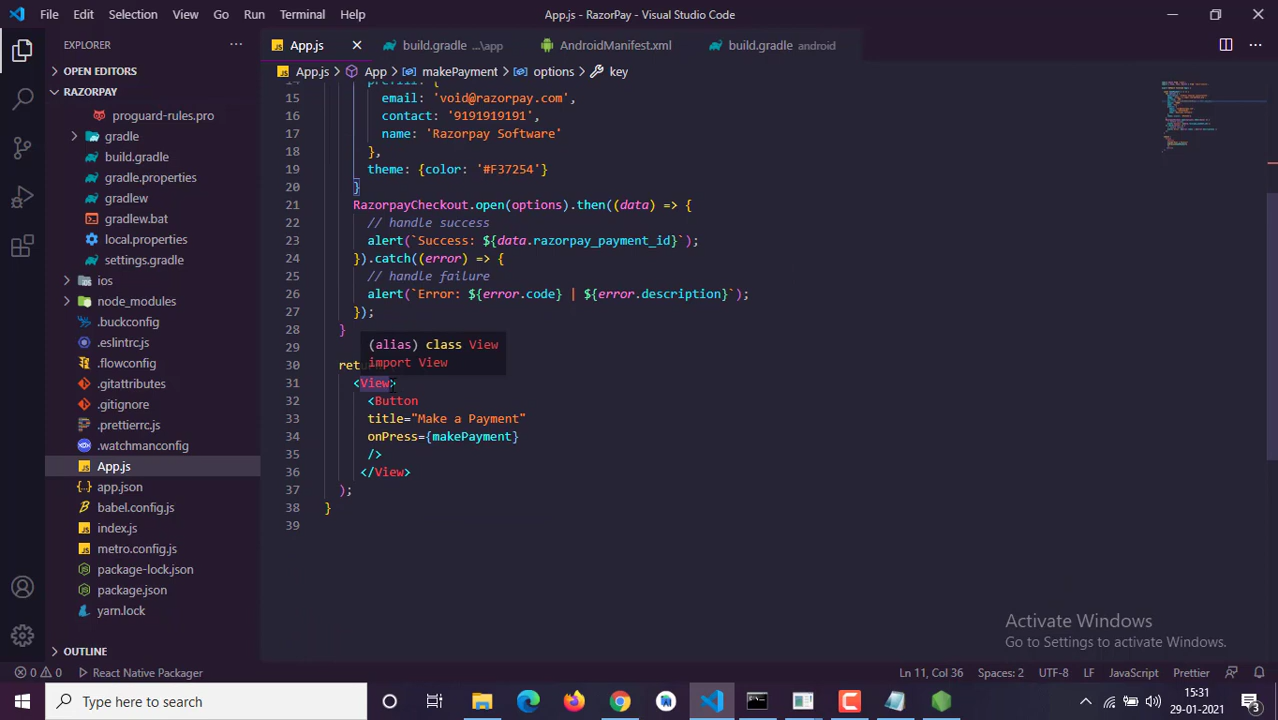 File Edit Selection View Go Run Terminal Help
App.js - RazorPay - Visual Studio Code
EXPLORER
OPEN EDITORS
RAZORPAY
proguard-rules.pro
gradle
build.gradle
gradle.properties
gradlew
gradlew.bat
local.properties
settings.gradle
ios
node_modules
.buckconfig
.eslintrc.js
.flowconfig
.gitattributes
.gitignore
.prettierrc.js
.watchmanconfig
App.js
app.json
babel.config.js
index.js
metro.config.js
package-lock.json
package.json
yarn.lock
OUTLINE
App.js build.gradle ...\app AndroidManifest.xml build.gradle android
App.js > App > makePayment > options > key
14 prefill: {
15 email: 'void@razorpay.com',
16 contact: '9191919191',
17 name: 'Razorpay Software'
18 },
19 theme: {color: '#F37254'}
20 }
21 RazorpayCheckout.open(options).then((data) => {
22 // handle success
23 alert(`Success: ${data.razorpay_payment_id}`);
24 }).catch((error) => {
25 // handle failure
26 alert(`Error: ${error.code} | ${error.description}`);
27 });
28 }
(alias) class View
import View
29
30 ret
31 <View>
32 <Button
33 title="Make a Payment"
34 onPress={makePayment}
35 />
36 </View>
37 );
38 }
39
Activate Windows
Go to Settings to activate Windows.
0 0 React Native Packager Ln 11, Col 36 Spaces: 2 UTF-8 LF JavaScript Prettier
Type here to search
15:31
29-01-2021
3